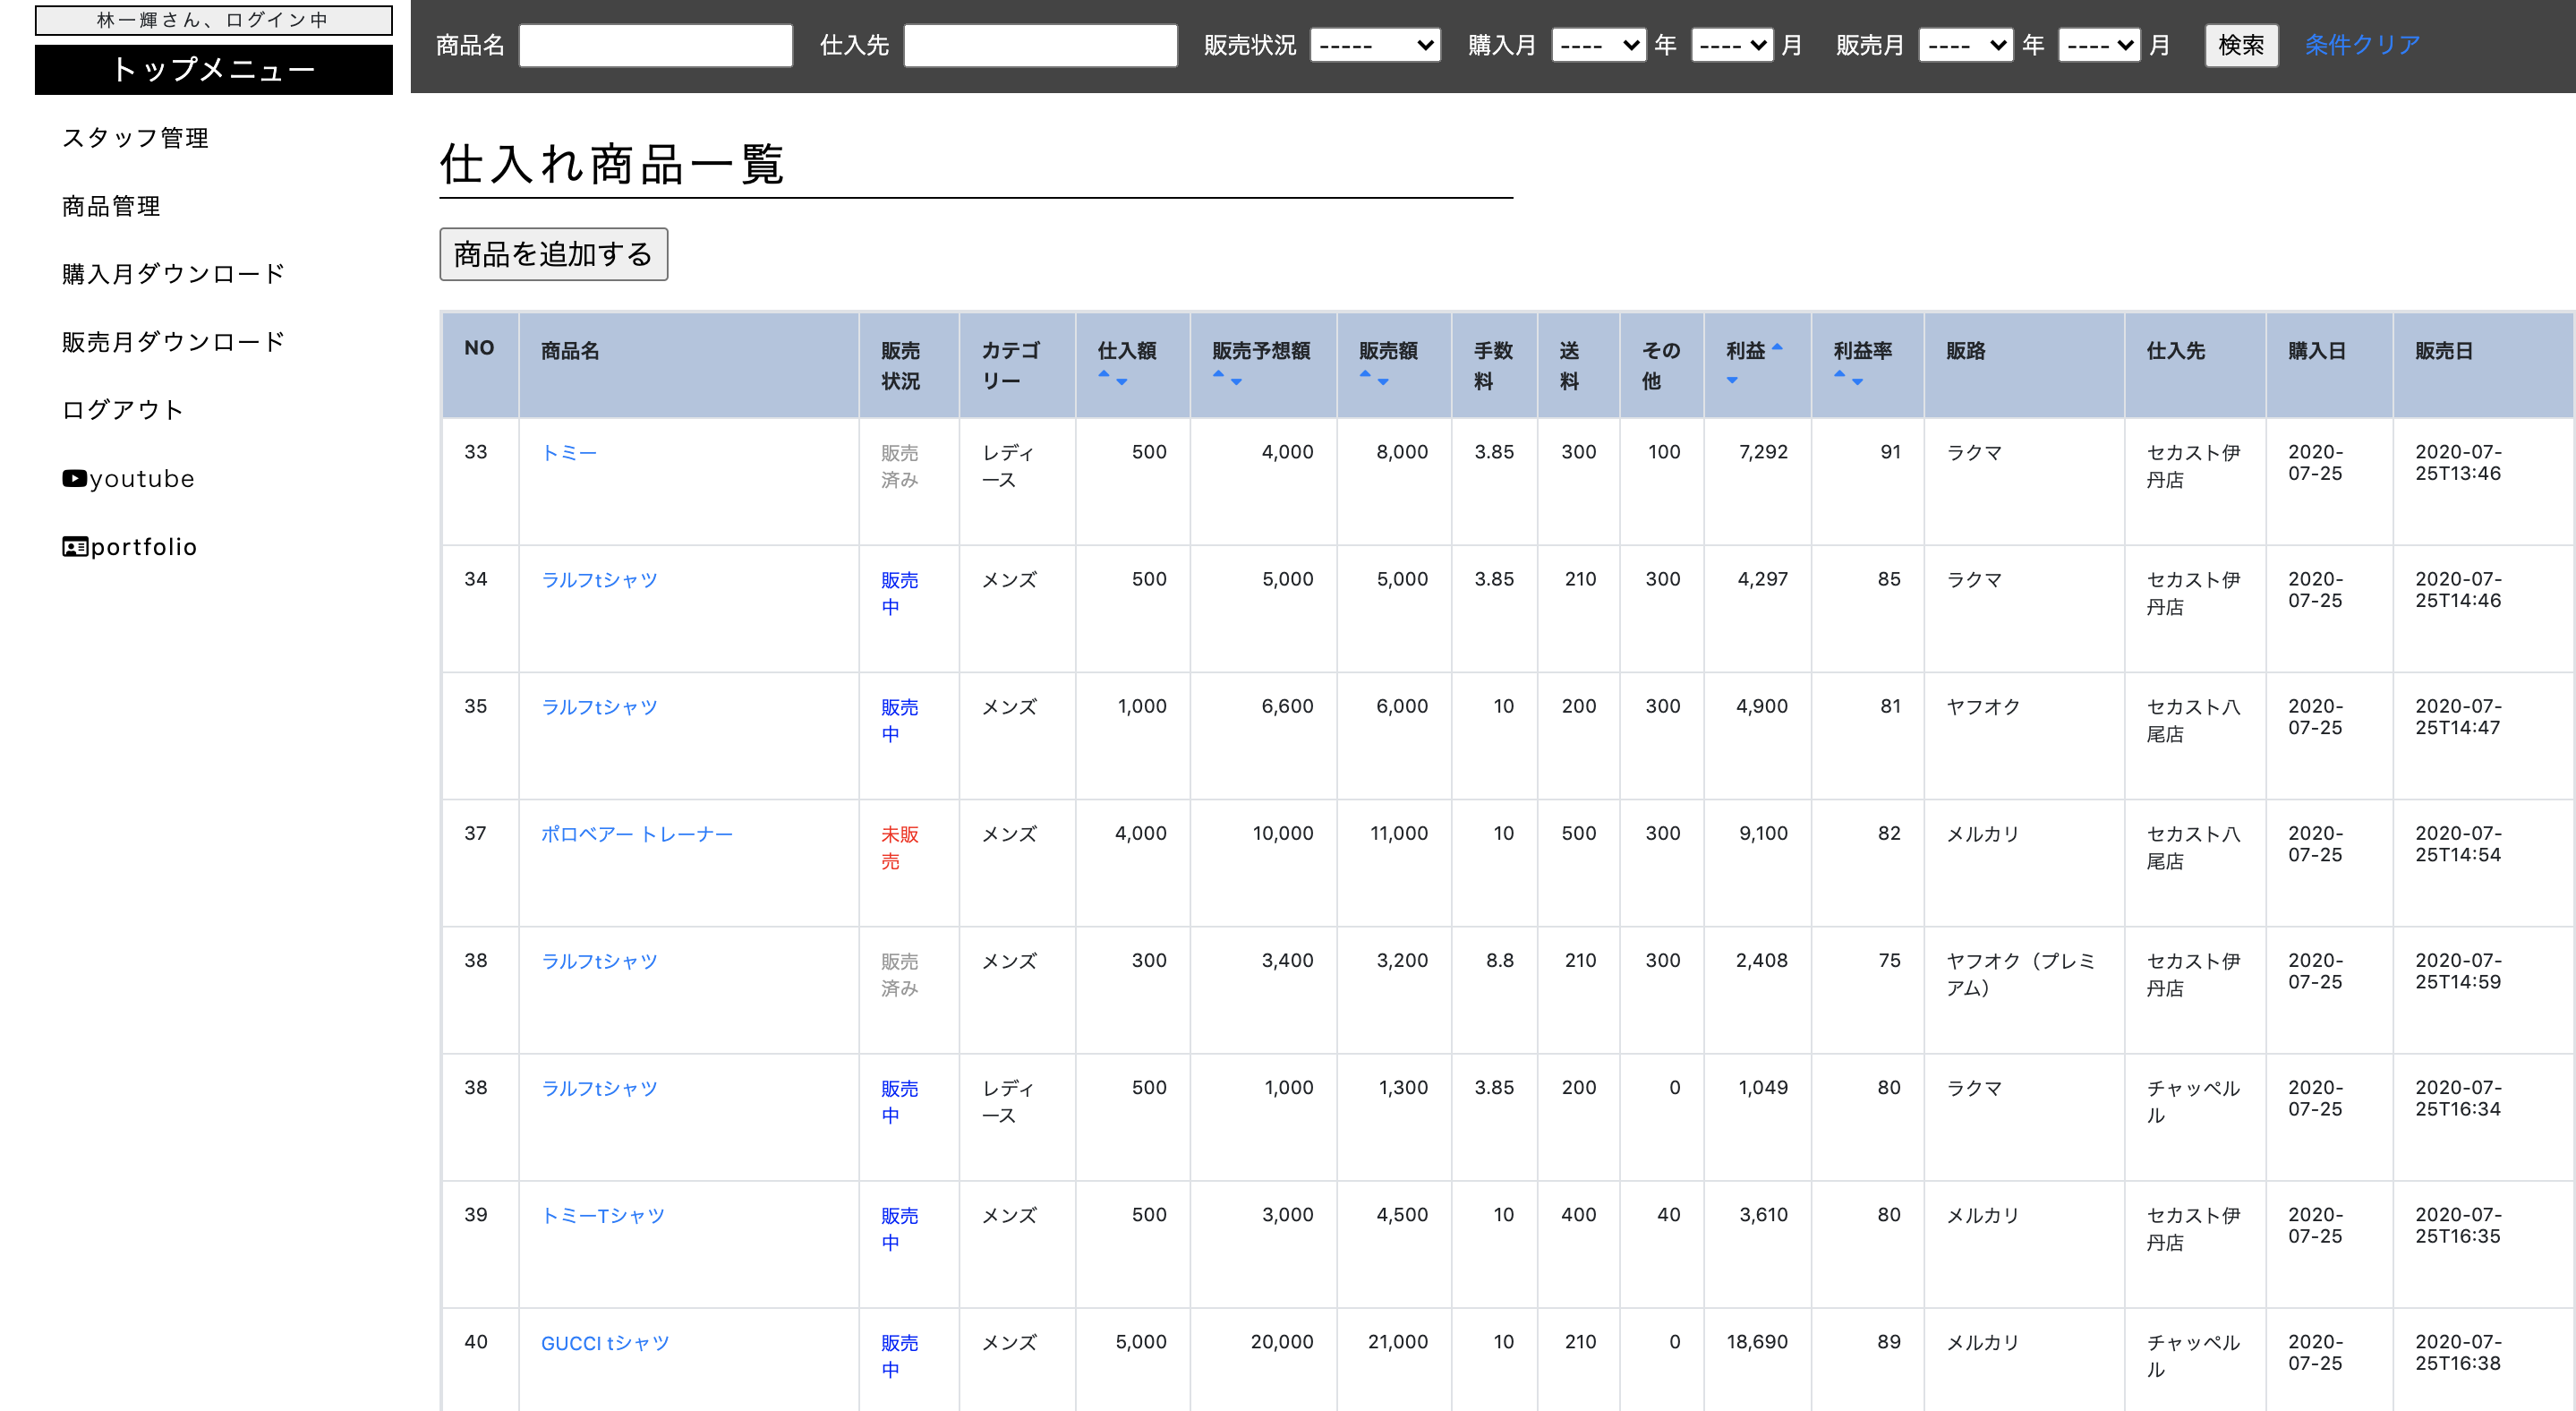 林一輝さん、ログイン中
トップメニュー
スタッフ管理
商品管理
購入月ダウンロード
販売月ダウンロード
ログアウト
youtube
portfolio
商品名 仕入先 販売状況 ----- 購入月 ---- 年 ---- 月 販売月 ---- 年 ---- 月 検索 条件クリア
仕入れ商品一覧
商品を追加する
NO 商品名 販売状況 カテゴリー 仕入額 販売予想額 販売額 手数料 送料 その他 利益 利益率 販路 仕入先 購入日 販売日
33 トミー 販売済み レディース 500 4,000 8,000 3.85 300 100 7,292 91 ラクマ セカスト伊丹店 2020-07-25 2020-07-25T13:46
34 ラルフtシャツ 販売中 メンズ 500 5,000 5,000 3.85 210 300 4,297 85 ラクマ セカスト伊丹店 2020-07-25 2020-07-25T14:46
35 ラルフtシャツ 販売中 メンズ 1,000 6,600 6,000 10 200 300 4,900 81 ヤフオク セカスト八尾店 2020-07-25 2020-07-25T14:47
37 ポロベアー トレーナー 未販売 メンズ 4,000 10,000 11,000 10 500 300 9,100 82 メルカリ セカスト八尾店 2020-07-25 2020-07-25T14:54
38 ラルフtシャツ 販売済み メンズ 300 3,400 3,200 8.8 210 300 2,408 75 ヤフオク（プレミアム） セカスト伊丹店 2020-07-25 2020-07-25T14:59
38 ラルフtシャツ 販売中 レディース 500 1,000 1,300 3.85 200 0 1,049 80 ラクマ チャッペルル 2020-07-25 2020-07-25T16:34
39 トミーTシャツ 販売中 メンズ 500 3,000 4,500 10 400 40 3,610 80 メルカリ セカスト伊丹店 2020-07-25 2020-07-25T16:35
40 GUCCI tシャツ 販売中 メンズ 5,000 20,000 21,000 10 210 0 18,690 89 メルカリ チャッペルル 2020-07-25 2020-07-25T16:38